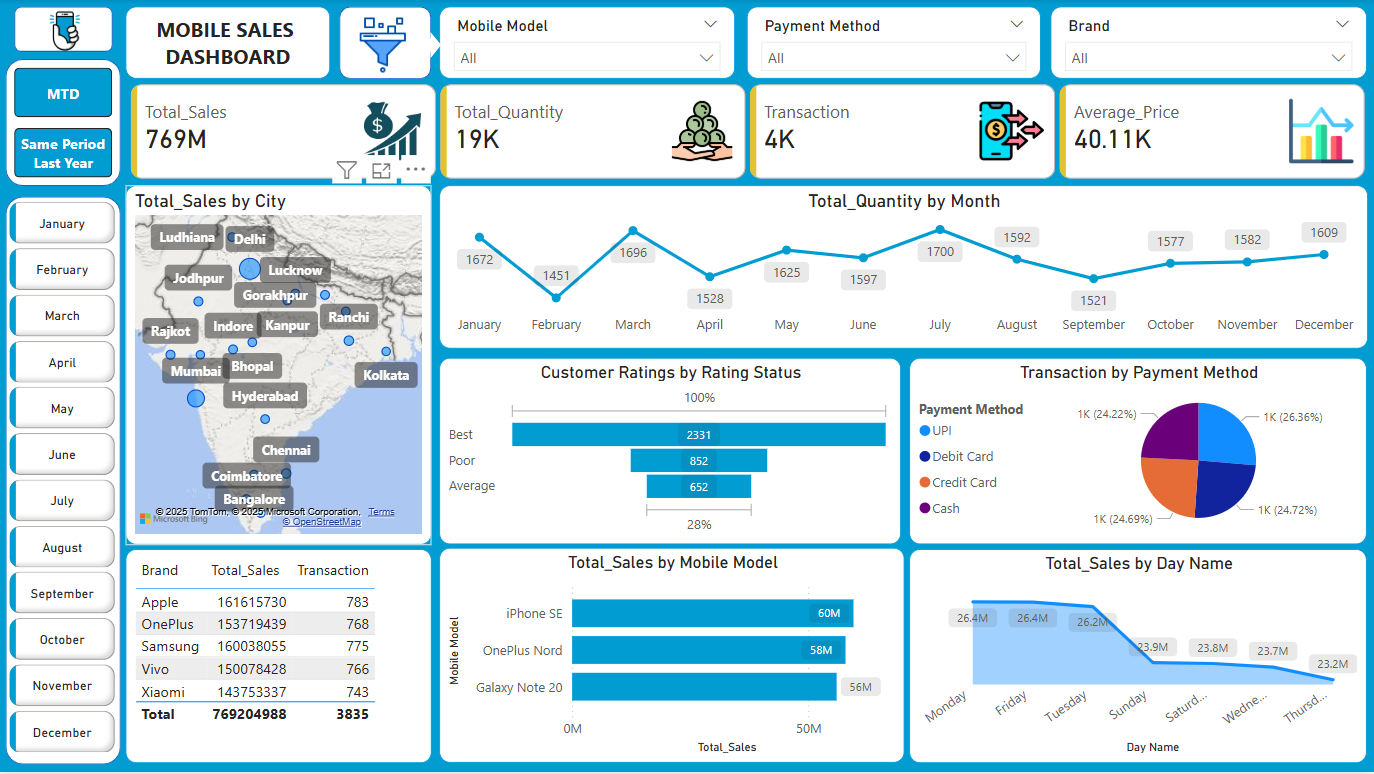 MOBILE SALES
DASHBOARD
Mobile Model
All
Payment Method
All
Brand
All
MTD
Same Period
Last Year
Total_Sales
769M
Total_Quantity
19K
Transaction
4K
Average_Price
40.11K
January
February
March
April
May
June
July
August
September
October
November
December
Total_Sales by City
Ludhiana
Delhi
Jodhpur
Lucknow
Gorakhpur
Rajkot
Indore
Kanpur
Ranchi
Mumbai
Bhopal
Kolkata
Hyderabad
Chennai
Coimbatore
Bangalore
Microsoft Bing
© 2025 TomTom, © 2025 Microsoft Corporation, Terms
© OpenStreetMap
Total_Quantity by Month
1672
1451
1696
1528
1625
1597
1700
1592
1521
1577
1582
1609
January February March April May June July August September October November December
Customer Ratings by Rating Status
100%
Best 2331
Poor 852
Average 652
28%
Transaction by Payment Method
Payment Method
UPI
Debit Card
Credit Card
Cash
1K (24.22%)
1K (26.36%)
1K (24.69%)
1K (24.72%)
Brand Total_Sales Transaction
Apple 161615730 783
OnePlus 153719439 768
Samsung 160038055 775
Vivo 150078428 766
Xiaomi 143753337 743
Total 769204988 3835
Total_Sales by Mobile Model
Mobile Model
iPhone SE 60M
OnePlus Nord 58M
Galaxy Note 20 56M
0M 50M
Total_Sales
Total_Sales by Day Name
26.4M 26.4M 26.2M 23.9M 23.8M 23.7M 23.2M
Monday Friday Tuesday Sunday Saturd... Wedne... Thursd...
Day Name